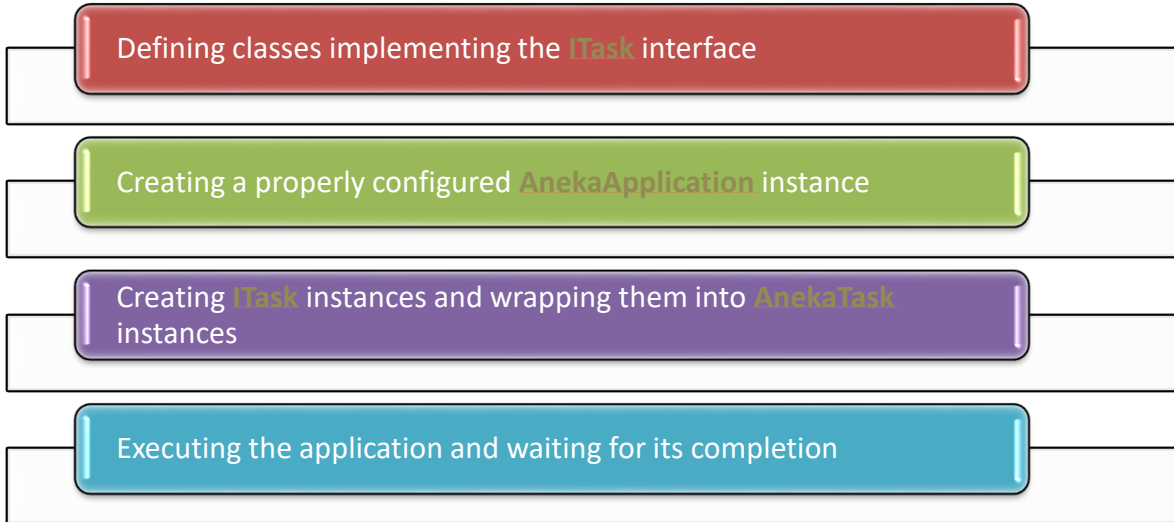 Defining classes implementing the ITask interface
Creating a properly configured AnekaApplication instance
Creating ITask instances and wrapping them into AnekaTask
instances
Executing the application and waiting for its completion